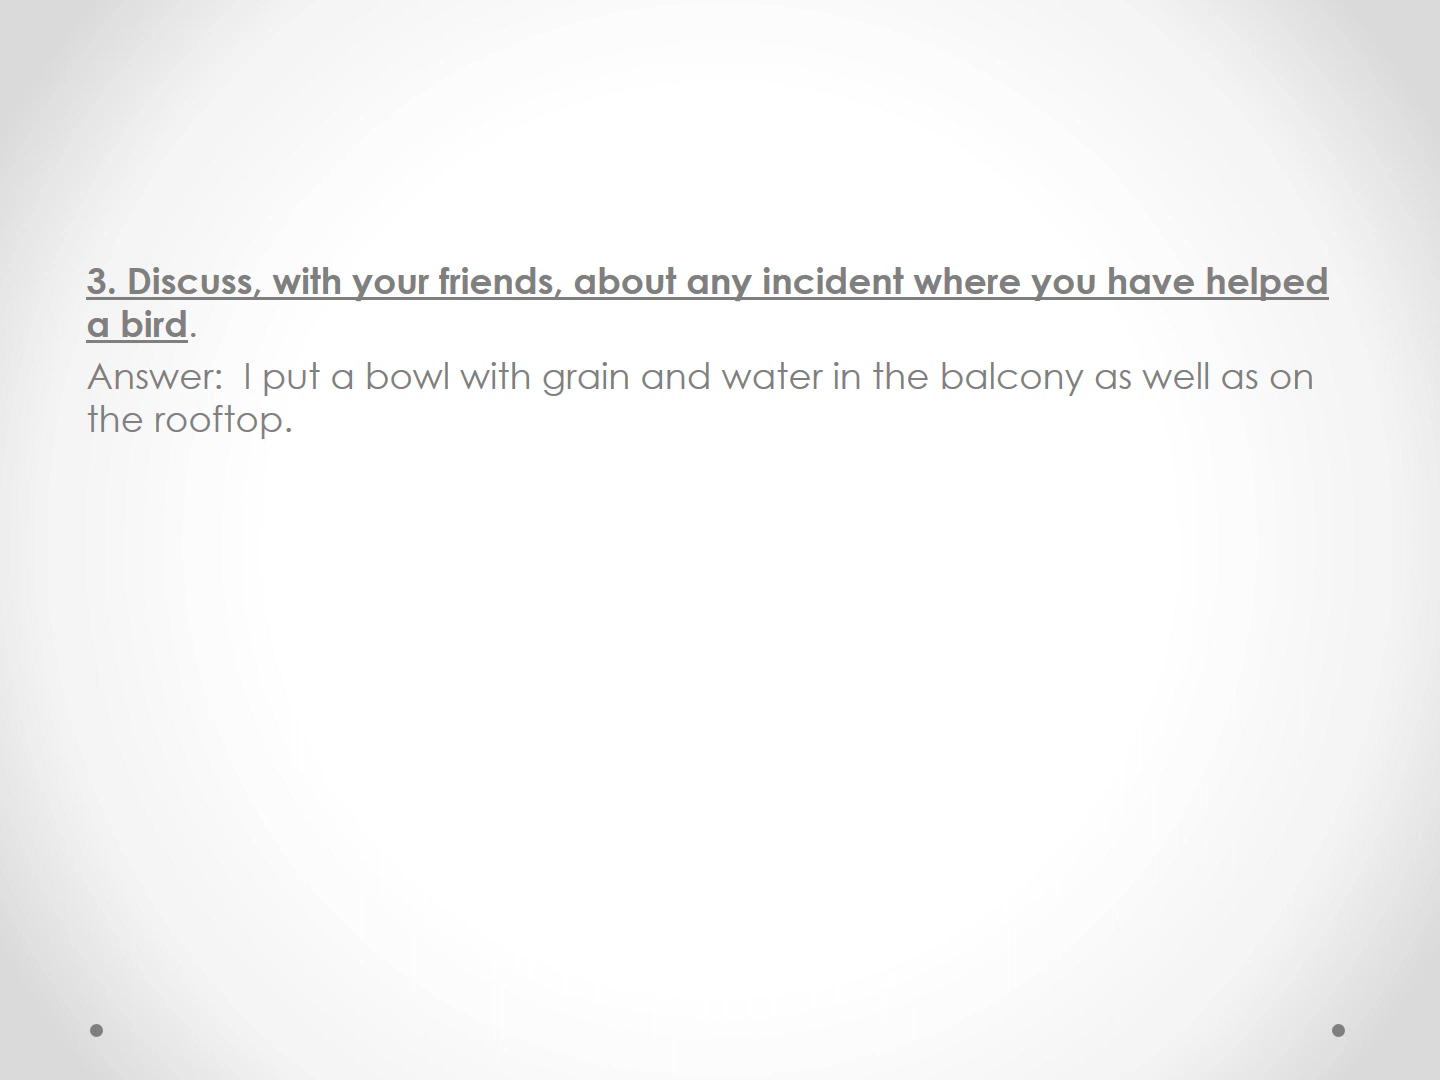 3. Discuss, with your friends, about any incident where you have helped
a bird.
Answer:  I put a bowl with grain and water in the balcony as well as on
the rooftop.